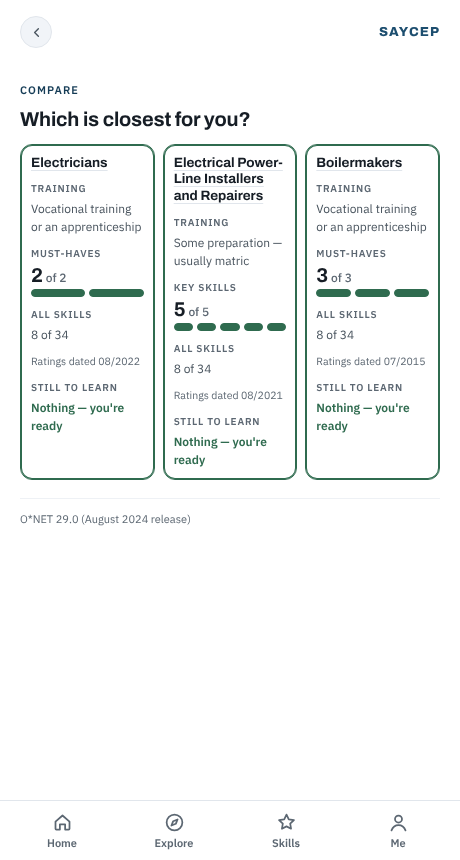 SAYCEP
COMPARE
Which is closest for you?
Electricians
TRAINING
Vocational training
or an apprenticeship
MUST-HAVES
2 of 2
ALL SKILLS
8 of 34
Ratings dated 08/2022
STILL TO LEARN
Nothing — you're
ready
Electrical Power-
Line Installers
and Repairers
TRAINING
Some preparation —
usually matric
KEY SKILLS
5 of 5
ALL SKILLS
8 of 34
Ratings dated 08/2021
STILL TO LEARN
Nothing — you're
ready
Boilermakers
TRAINING
Vocational training
or an apprenticeship
MUST-HAVES
3 of 3
ALL SKILLS
8 of 34
Ratings dated 07/2015
STILL TO LEARN
Nothing — you're
ready
O*NET 29.0 (August 2024 release)
Home
Explore
Skills
Me